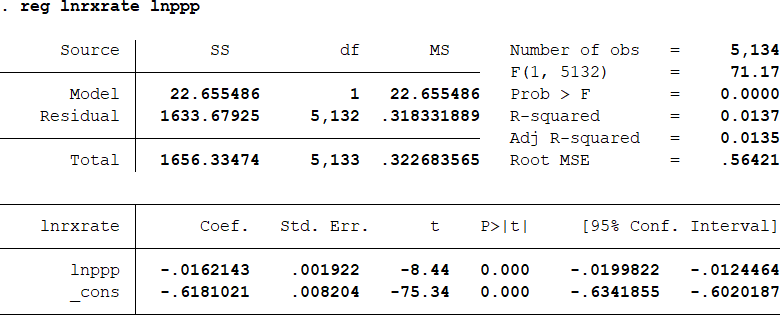 . reg lnrxrate lnppp
Source SS df MS Number of obs = 5,134
F(1, 5132) = 71.17
Model 22.655486 1 22.655486 Prob > F = 0.0000
Residual 1633.67925 5,132 .318331889 R-squared = 0.0137
Adj R-squared = 0.0135
Total 1656.33474 5,133 .322683565 Root MSE = .56421
lnrxrate Coef. Std. Err. t P>|t| [95% Conf. Interval]
lnppp -.0162143 .001922 -8.44 0.000 -.0199822 -.0124464
_cons -.6181021 .008204 -75.34 0.000 -.6341855 -.6020187